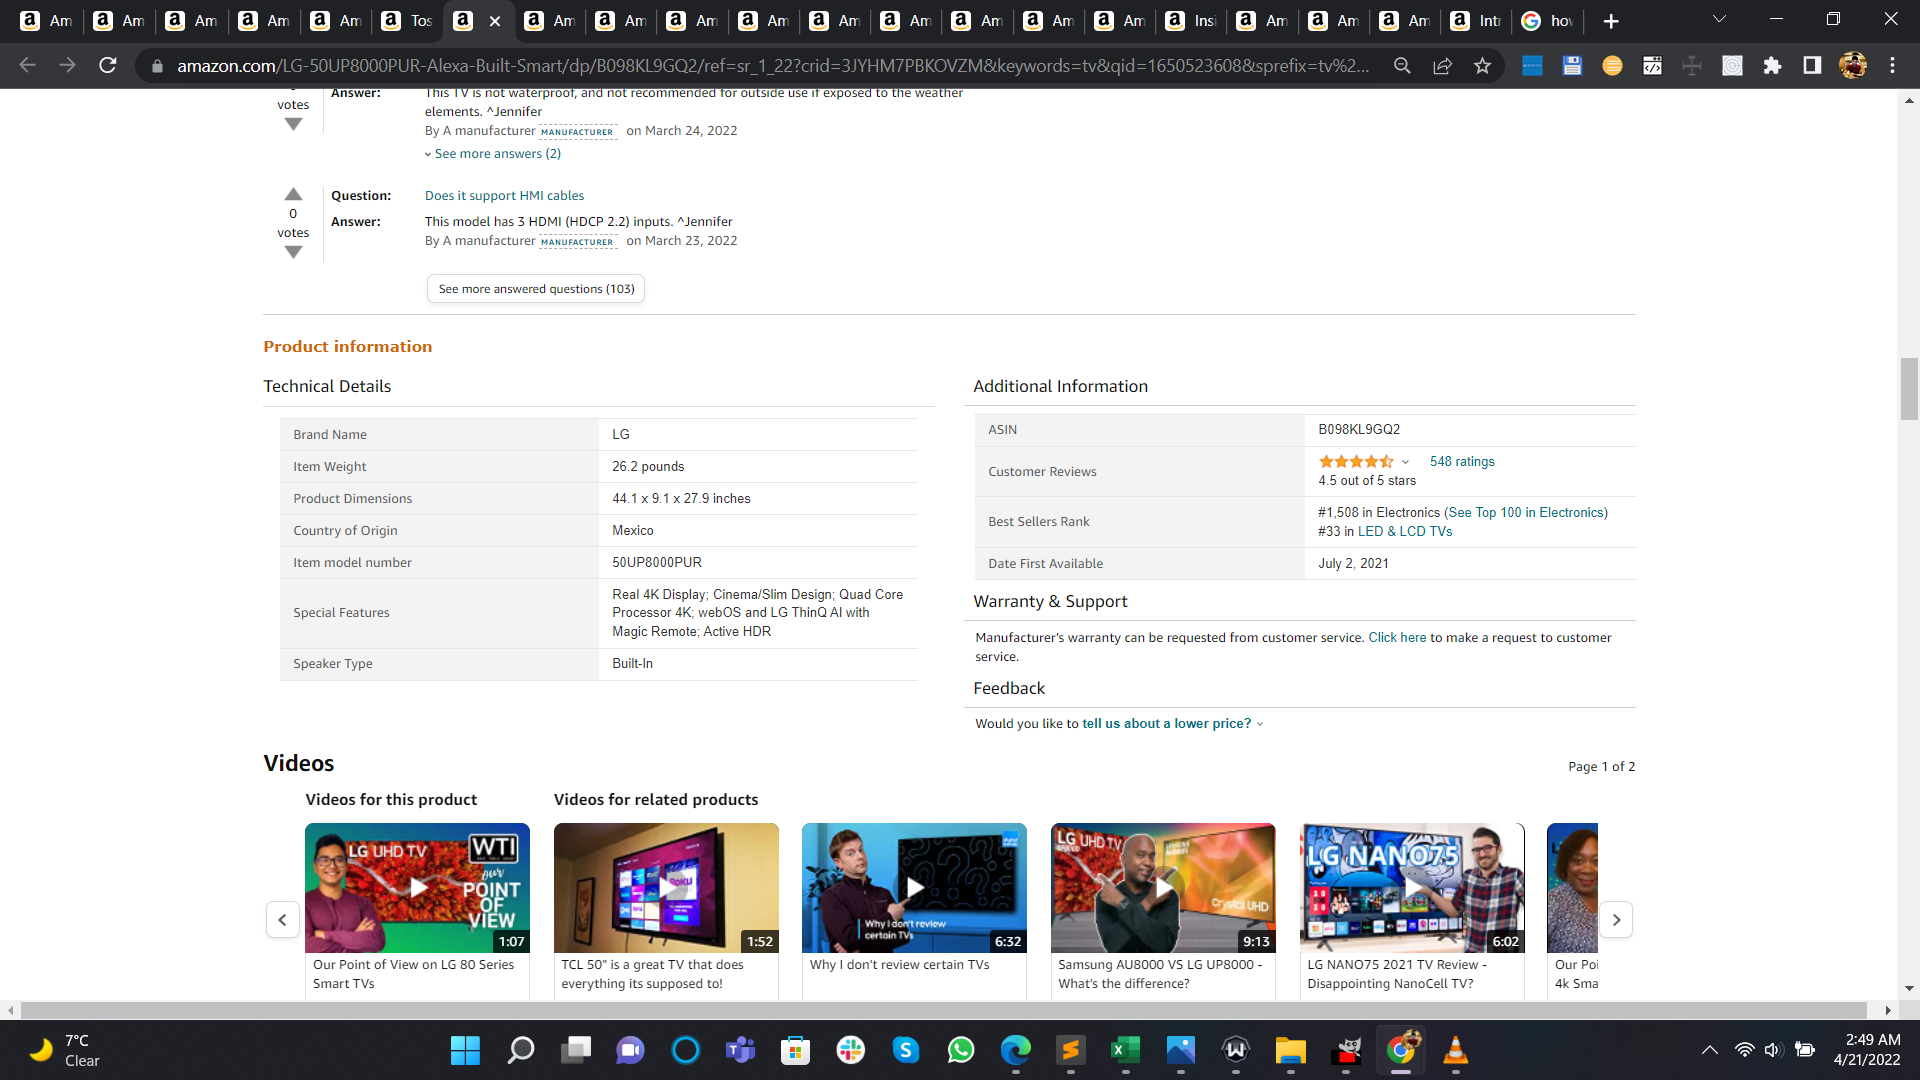 Am
Am
Am
Am
Am
Tos
Am
Am
Am
Am
Am
Am
Am
Am
Am
Insi
Am
Am
Am
Intr
how
amazon.com/LG-50UP8000PUR-Alexa-Built-Smart/dp/B098KL9GQ2/ref=sr_1_22?crid=3JYHM7PBKOVZM&keywords=tv&qid=1650523608&sprefix=tv%2...
votes
Answer:
This TV is not waterproof, and not recommended for outside use if exposed to the weather
elements. ^Jennifer
By A manufacturer MANUFACTURER on March 24, 2022
See more answers (2)
0
votes
Question:
Does it support HMI cables
Answer:
This model has 3 HDMI (HDCP 2.2) inputs. ^Jennifer
By A manufacturer MANUFACTURER on March 23, 2022
See more answered questions (103)
Product information
Technical Details
Brand Name LG
Item Weight 26.2 pounds
Product Dimensions 44.1 x 9.1 x 27.9 inches
Country of Origin Mexico
Item model number 50UP8000PUR
Special Features
Real 4K Display; Cinema/Slim Design; Quad Core
Processor 4K; webOS and LG ThinQ AI with
Magic Remote; Active HDR
Speaker Type Built-In
Additional Information
ASIN B098KL9GQ2
Customer Reviews
548 ratings
4.5 out of 5 stars
Best Sellers Rank
#1,508 in Electronics (See Top 100 in Electronics)
#33 in LED & LCD TVs
Date First Available July 2, 2021
Warranty & Support
Manufacturer's warranty can be requested from customer service. Click here to make a request to customer
service.
Feedback
Would you like to tell us about a lower price?
Videos
Page 1 of 2
Videos for this product
Videos for related products
LG UHD TV
WTI
our
POINT
OF
VIEW
1:07
Our Point of View on LG 80 Series
Smart TVs
Roku
1:52
TCL 50" is a great TV that does
everything its supposed to!
Why I don't review
certain TVs
6:32
Why I don't review certain TVs
LG UHD TV
Crystal UHD
9:13
Samsung AU8000 VS LG UP8000 -
What's the difference?
LG NANO75
6:02
LG NANO75 2021 TV Review -
Disappointing NanoCell TV?
Our Poi
4k Sma
7°C
Clear
2:49 AM
4/21/2022